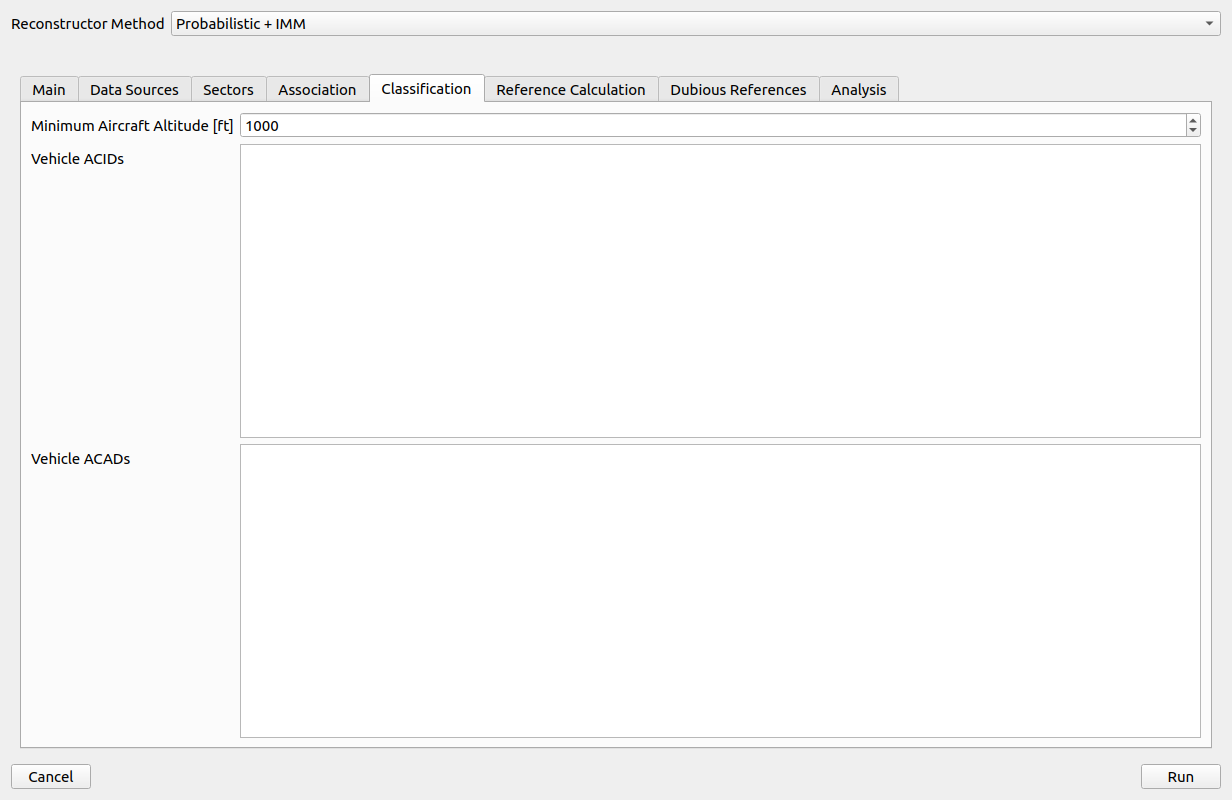 Reconstructor Method Probabilistic + IMM
Main Data Sources Sectors Association Classification Reference Calculation Dubious References Analysis
Minimum Aircraft Altitude [ft] 1000
Vehicle ACIDs
Vehicle ACADs
Cancel Run